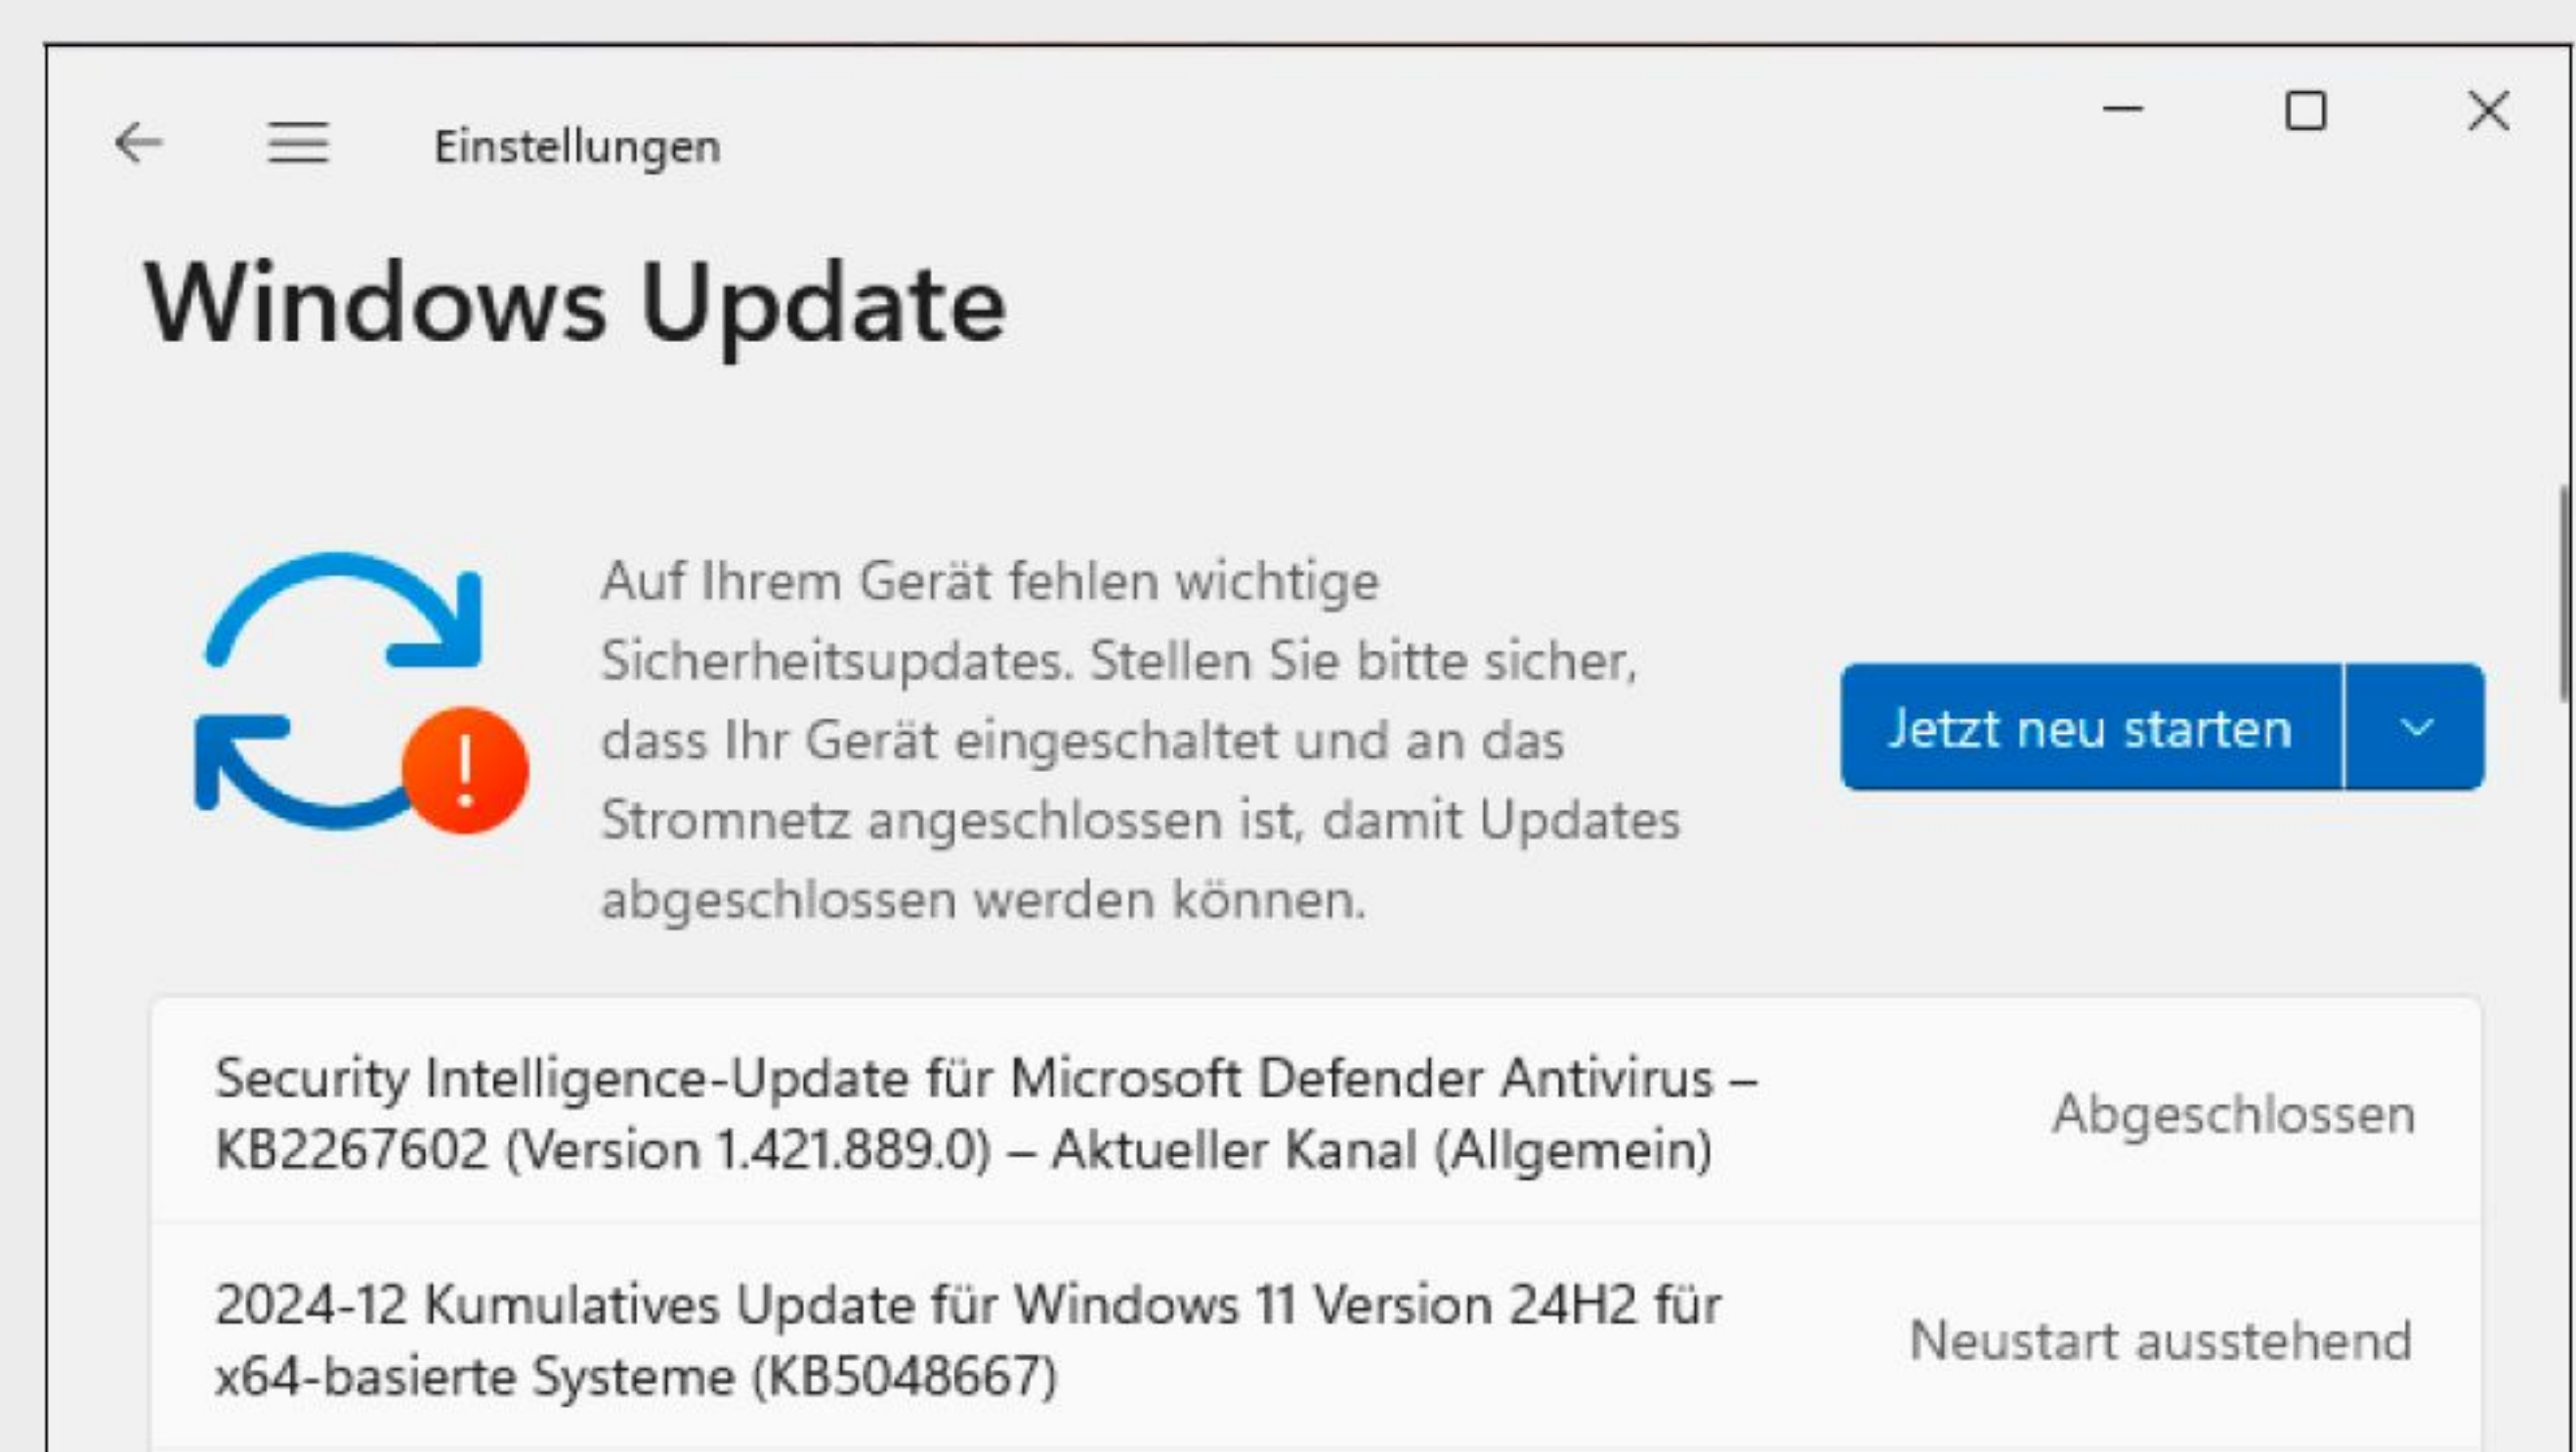 Einstellungen
Windows Update
Auf Ihrem Gerät fehlen wichtige
Sicherheitsupdates. Stellen Sie bitte sicher,
dass Ihr Gerät eingeschaltet und an das
Stromnetz angeschlossen ist, damit Updates
abgeschlossen werden können.
Jetzt neu starten
Security Intelligence-Update für Microsoft Defender Antivirus –
KB2267602 (Version 1.421.889.0) – Aktueller Kanal (Allgemein)
Abgeschlossen
2024-12 Kumulatives Update für Windows 11 Version 24H2 für
x64-basierte Systeme (KB5048667)
Neustart ausstehend